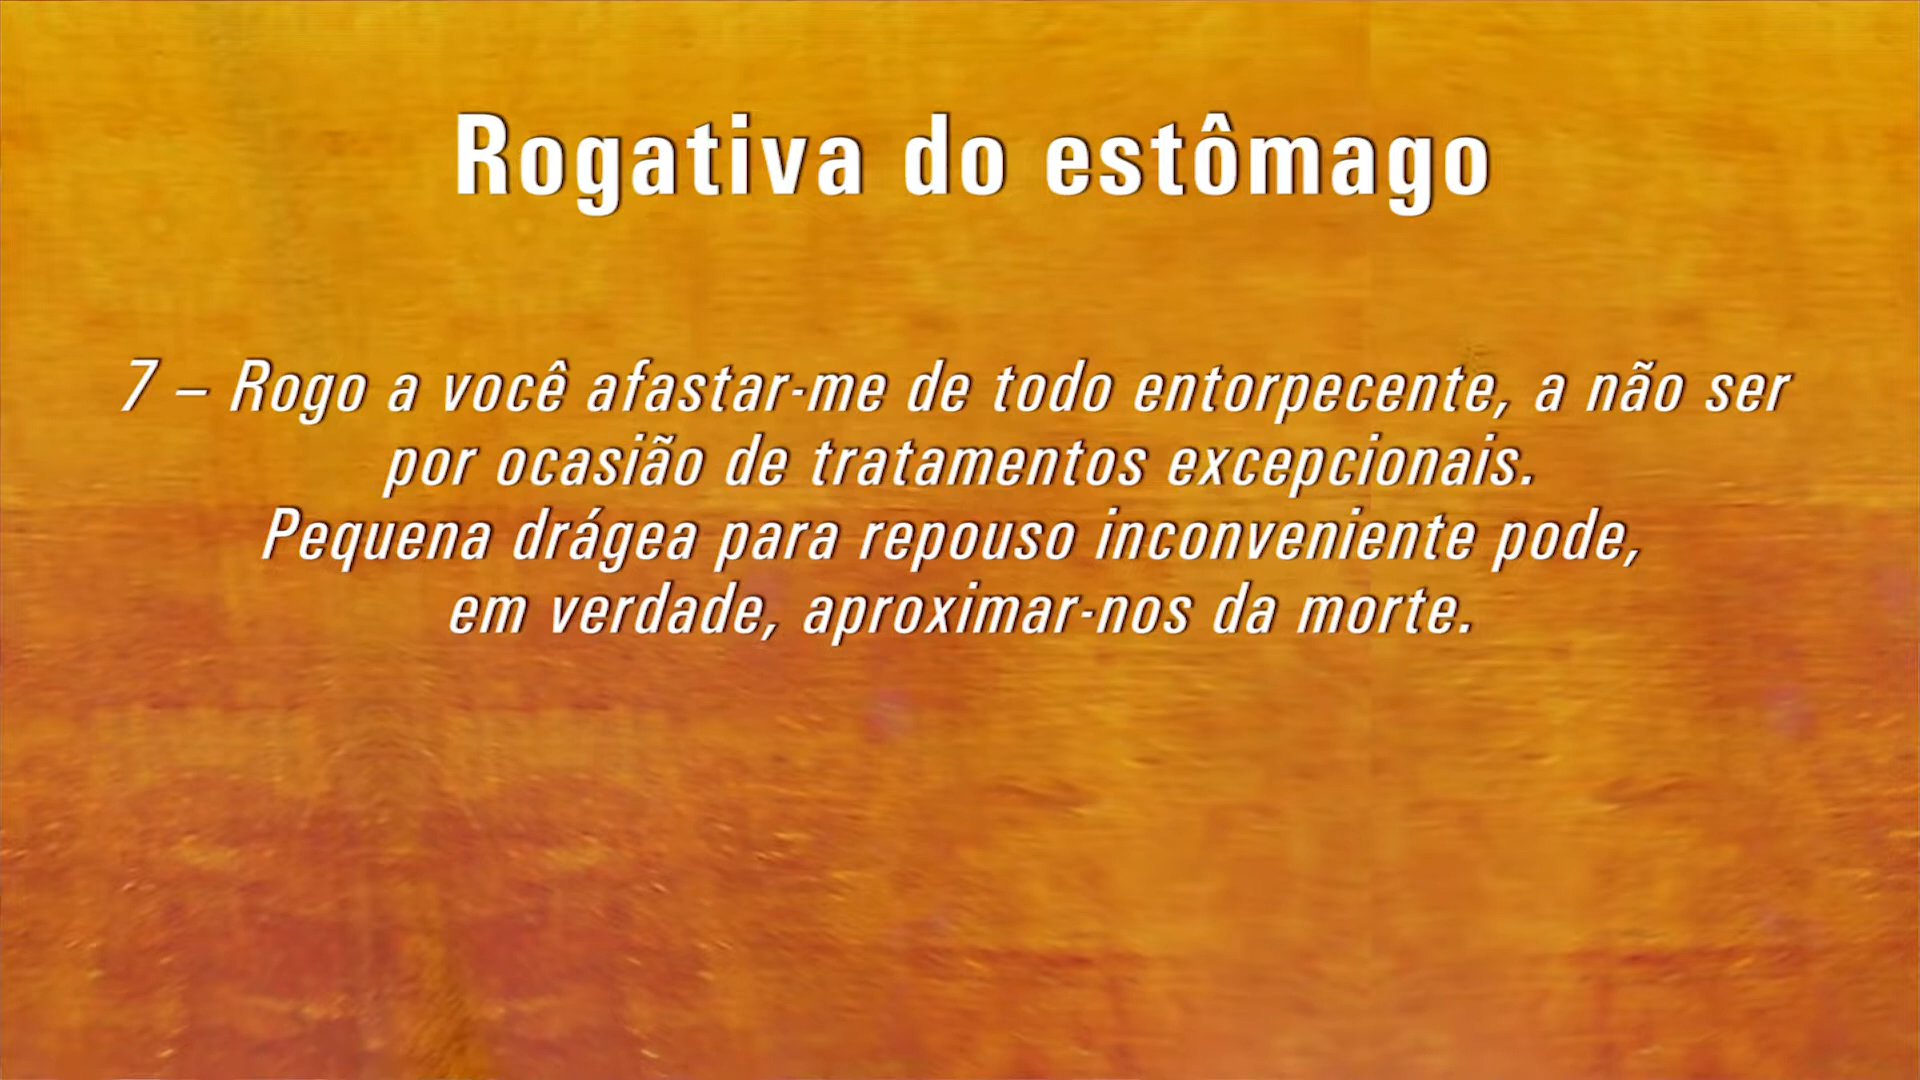 Rogativa do estômago
7 – Rogo a você afastar-me de todo entorpecente, a não ser
por ocasião de tratamentos excepcionais.
Pequena drágea para repouso inconveniente pode,
em verdade, aproximar-nos da morte.